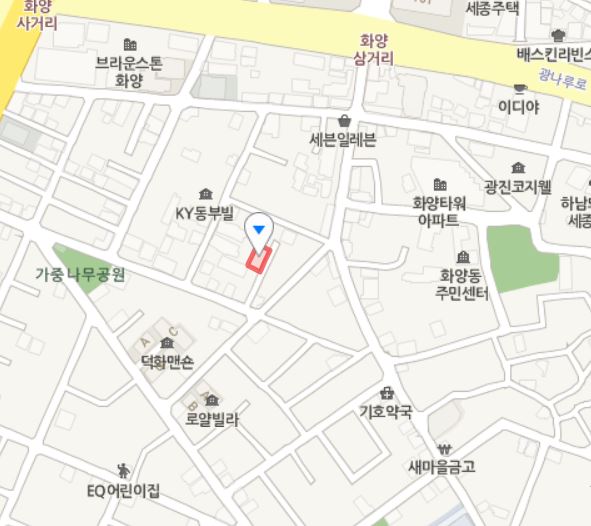 화양
사거리
세종주택
브라운스톤
화양
화양
삼거리
배스킨라빈스
광나루로
이디야
세븐일레븐
광진코지웰
KY동부빌
화양타워
아파트
하남
세종
가중나무공원
화양동
주민센터
A
C
덕화맨숀
A
B
로얄빌라
기호약국
새마을금고
EQ어린이집